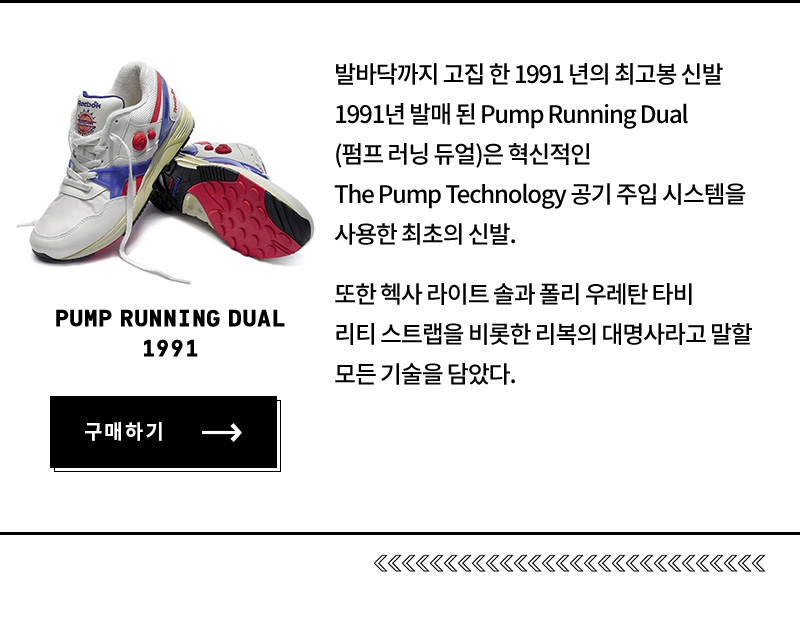 Reebok
발바닥까지 고집 한 1991 년의 최고봉 신발
1991년 발매 된 Pump Running Dual
(펌프 러닝 듀얼)은 혁신적인
The Pump Technology 공기 주입 시스템을
사용한 최초의 신발.
또한 헥사 라이트 솔과 폴리 우레탄 타비
리티 스트랩을 비롯한 리복의 대명사라고 말할
모든 기술을 담았다.
PUMP RUNNING DUAL
1991
구매하기